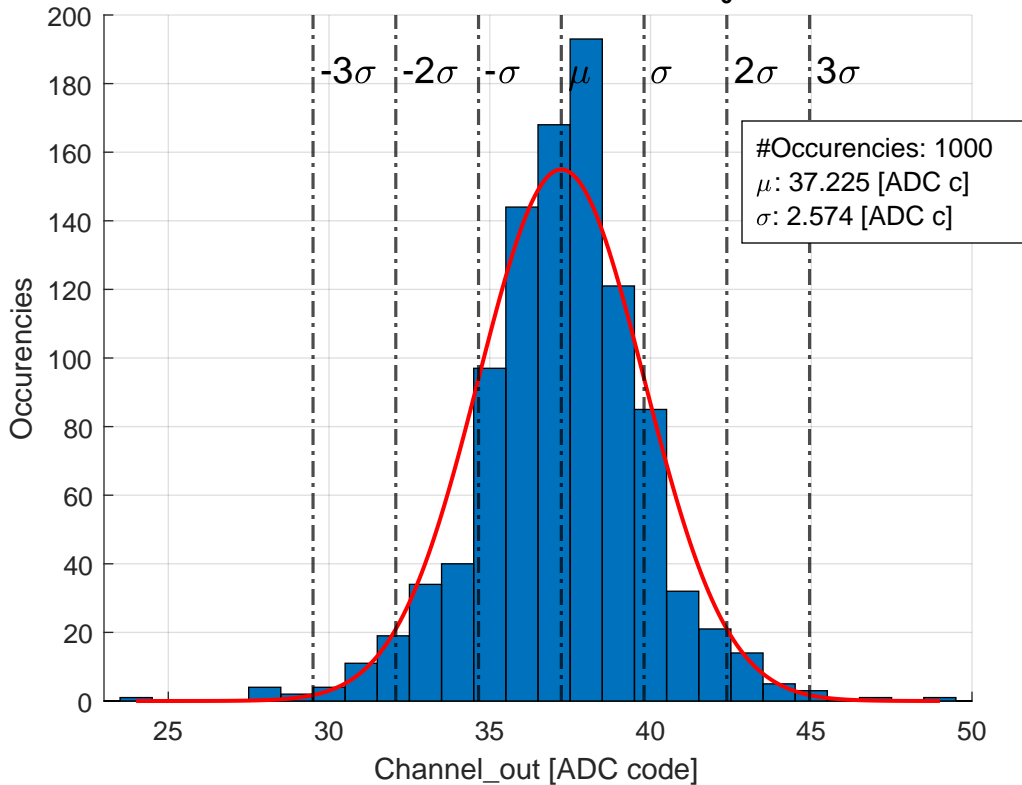 200
180
160
140
120
100
80
60
40
20
0
Occurencies
-3σ -2σ -σ μ σ 2σ 3σ
#Occurencies: 1000
μ: 37.225 [ADC c]
σ: 2.574 [ADC c]
25 30 35 40 45 50
Channel_out [ADC code]